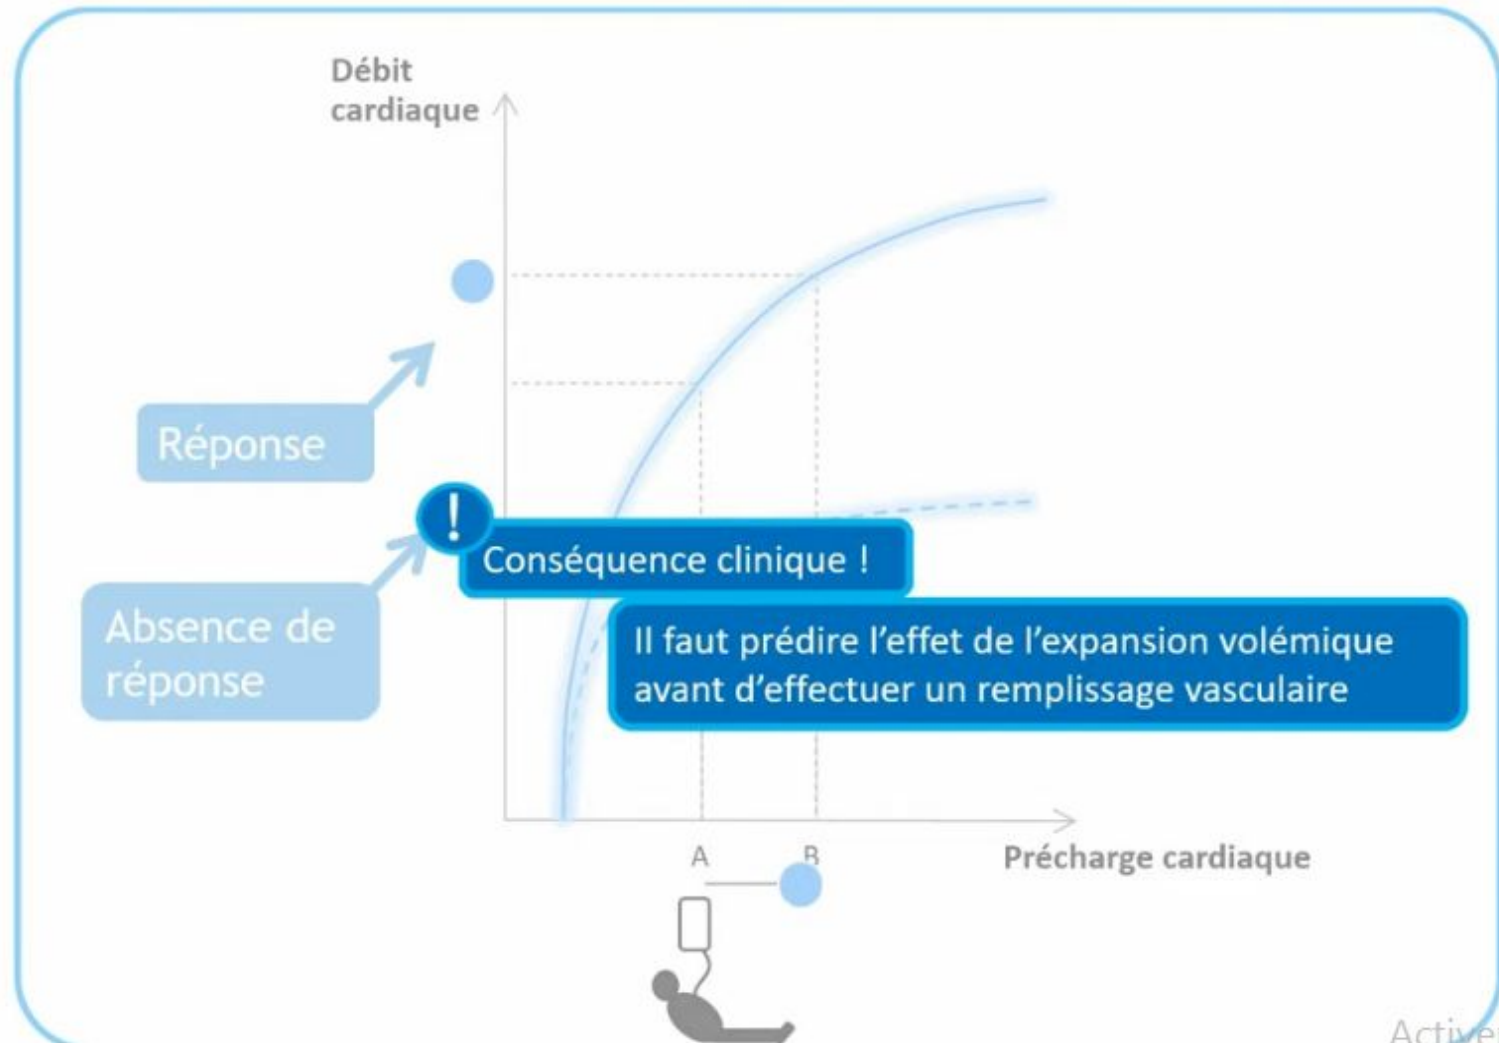 Débit
cardiaque
Réponse
!
Conséquence clinique !
Absence de
réponse
Il faut prédire l'effet de l'expansion volémique
avant d'effectuer un remplissage vasculaire
A
B
Précharge cardiaque